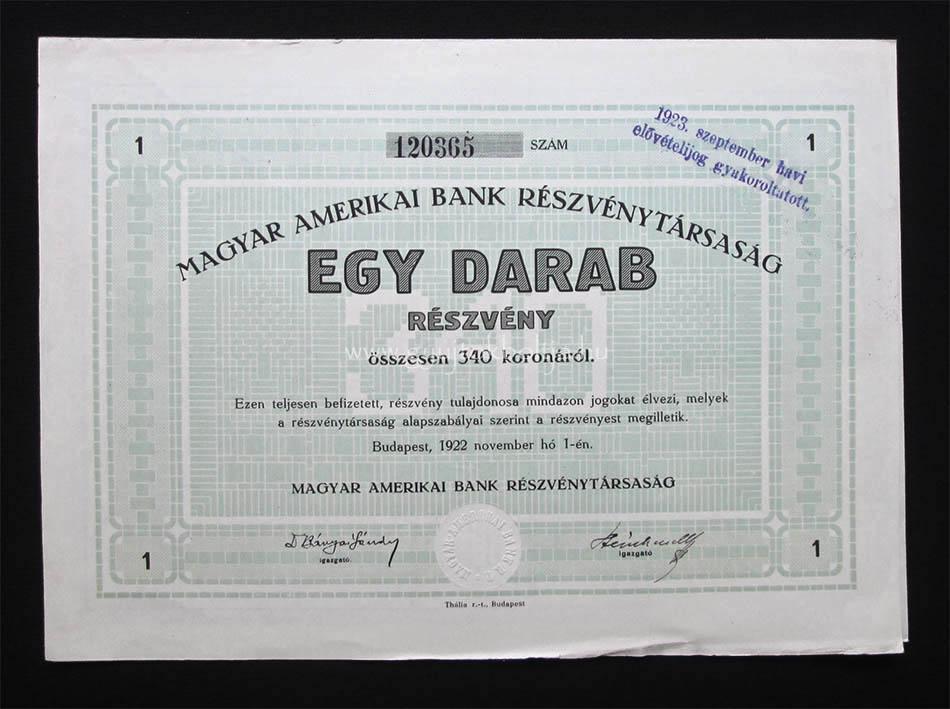 1
120365 SZÁM
1
1923. szeptember havi
elővételijog gyakoroltatott.
MAGYAR AMERIKAI BANK RÉSZVÉNYTÁRSASÁG
EGY DARAB
RÉSZVÉNY
összesen 340 koronáról.
Ezen teljesen befizetett, részvény tulajdonosa mindazon jogokat élvezi, melyek
a részvénytársaság alapszabályai szerint a részvényest megilletik.
Budapest, 1922 november hó 1-én.
MAGYAR AMERIKAI BANK RÉSZVÉNYTÁRSASÁG
igazgató.
igazgató
1
1
Thália r.-t., Budapest